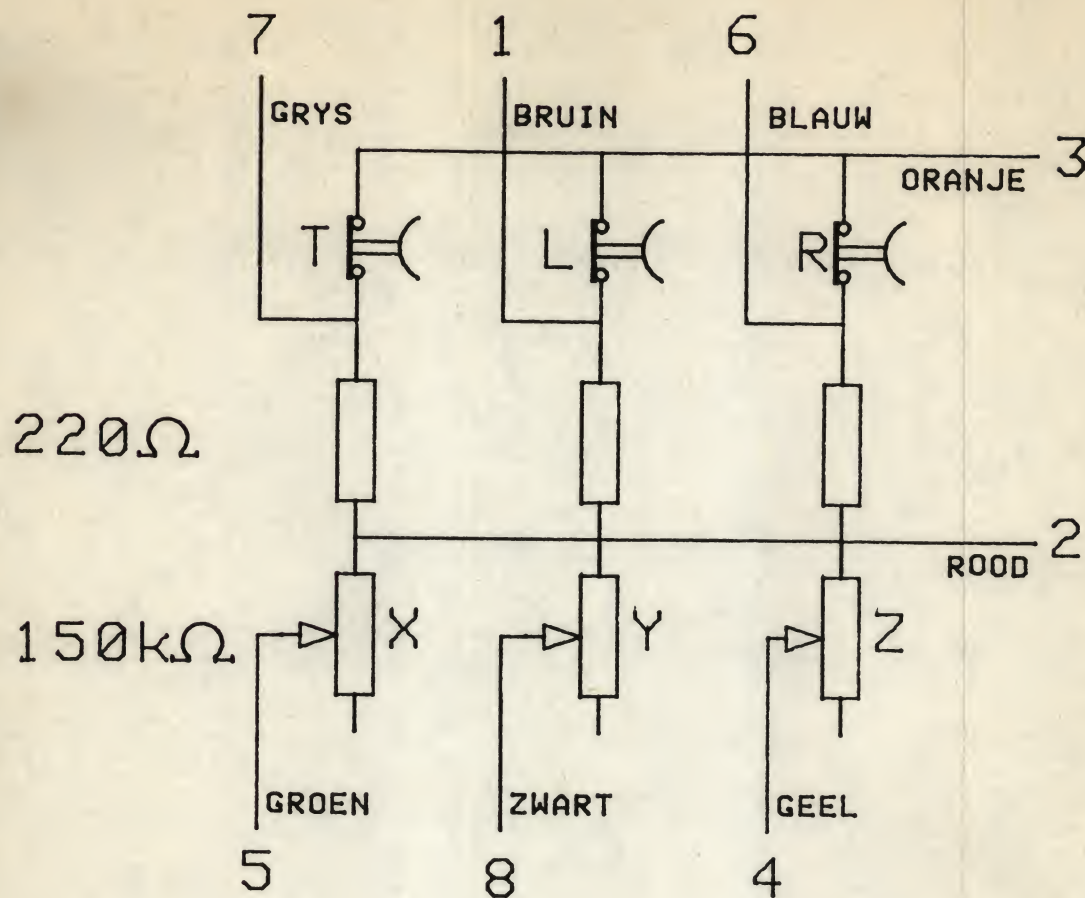 7 1 6
GRYS BRUIN BLAUW
3
ORANJE
T L R
220Ω
2
ROOD
150kΩ X Y Z
GROEN ZWART GEEL
5 8 4